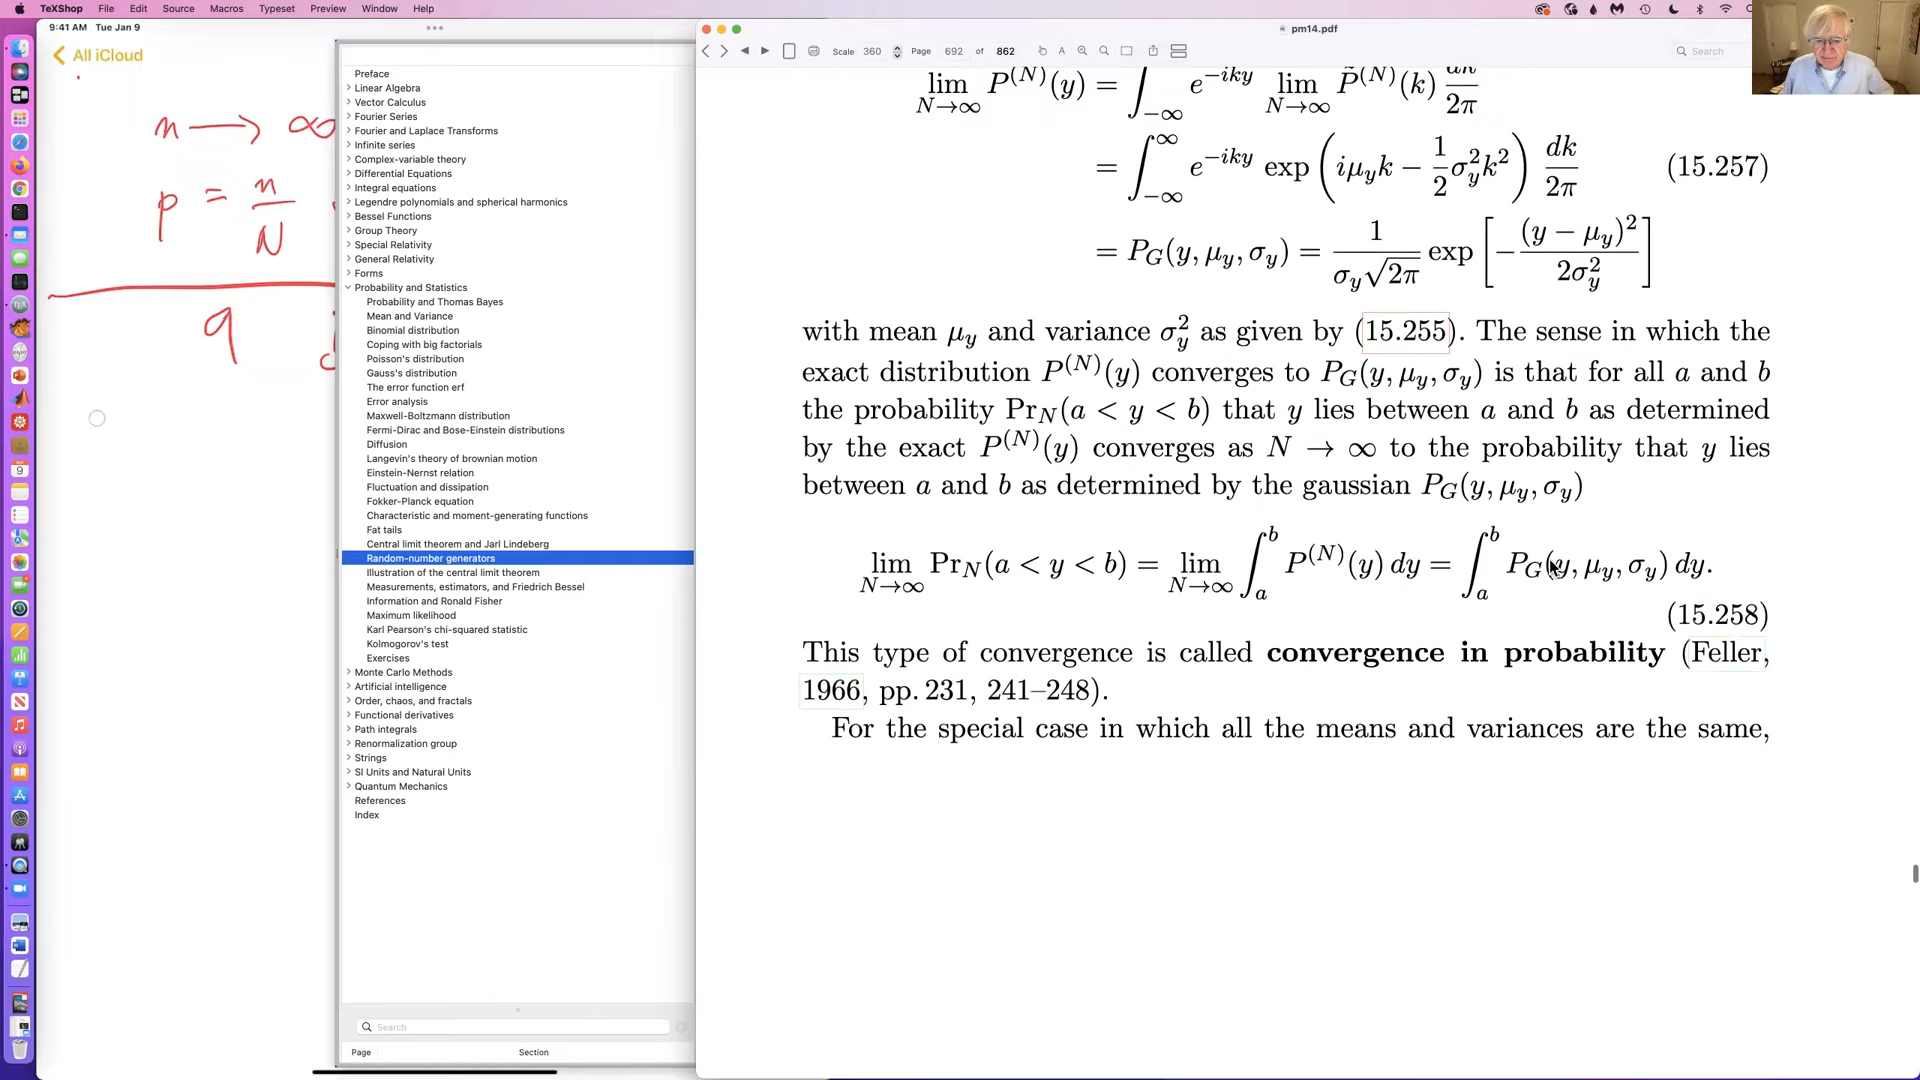 TeXShop File Edit Source Macros Typeset Preview Window Help
9:41 AM Tue Jan 9
All iCloud
n → ∞
p = n/N
9
Preface
Linear Algebra
Vector Calculus
Fourier Series
Fourier and Laplace Transforms
Infinite series
Complex-variable theory
Differential Equations
Integral equations
Legendre polynomials and spherical harmonics
Bessel Functions
Group Theory
Special Relativity
General Relativity
Forms
Probability and Statistics
Probability and Thomas Bayes
Mean and Variance
Binomial distribution
Coping with big factorials
Poisson's distribution
Gauss's distribution
The error function erf
Error analysis
Maxwell-Boltzmann distribution
Fermi-Dirac and Bose-Einstein distributions
Diffusion
Langevin's theory of brownian motion
Einstein-Nernst relation
Fluctuation and dissipation
Fokker-Planck equation
Characteristic and moment-generating functions
Fat tails
Central limit theorem and Jarl Lindeberg
Random-number generators
Illustration of the central limit theorem
Measurements, estimators, and Friedrich Bessel
Information and Ronald Fisher
Maximum likelihood
Karl Pearson's chi-squared statistic
Kolmogorov's test
Exercises
Monte Carlo Methods
Artificial intelligence
Order, chaos, and fractals
Functional derivatives
Path integrals
Renormalization group
Strings
SI Units and Natural Units
Quantum Mechanics
References
Index
Search
Page Section
pm14.pdf
Scale 360 Page 692 of 862 Search
lim_{N→∞} P^{(N)}(y) = ∫_{-∞} e^{-iky} lim_{N→∞} P̃^{(N)}(k) dk/2π
= ∫_{-∞}^{∞} e^{-iky} exp(iμ_y k − 1/2 σ_y^2 k^2) dk/2π (15.257)
= P_G(y, μ_y, σ_y) = 1/(σ_y√2π) exp[−(y − μ_y)^2/2σ_y^2]
with mean μ_y and variance σ_y^2 as given by (15.255). The sense in which the
exact distribution P^{(N)}(y) converges to P_G(y, μ_y, σ_y) is that for all a and b
the probability Pr_N(a < y < b) that y lies between a and b as determined
by the exact P^{(N)}(y) converges as N → ∞ to the probability that y lies
between a and b as determined by the gaussian P_G(y, μ_y, σ_y)
lim_{N→∞} Pr_N(a < y < b) = lim_{N→∞} ∫_a^b P^{(N)}(y) dy = ∫_a^b P_G(y, μ_y, σ_y) dy.
(15.258)
This type of convergence is called convergence in probability (Feller,
1966, pp. 231, 241–248).
For the special case in which all the means and variances are the same,